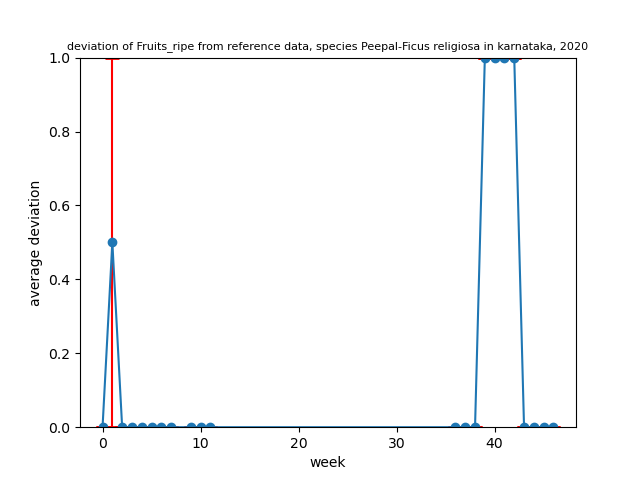 deviation of Fruits_ripe from reference data, species Peepal-Ficus religiosa in karnataka, 2020
1.0
0.8
0.6
0.4
0.2
0.0
average deviation
0 10 20 30 40
week